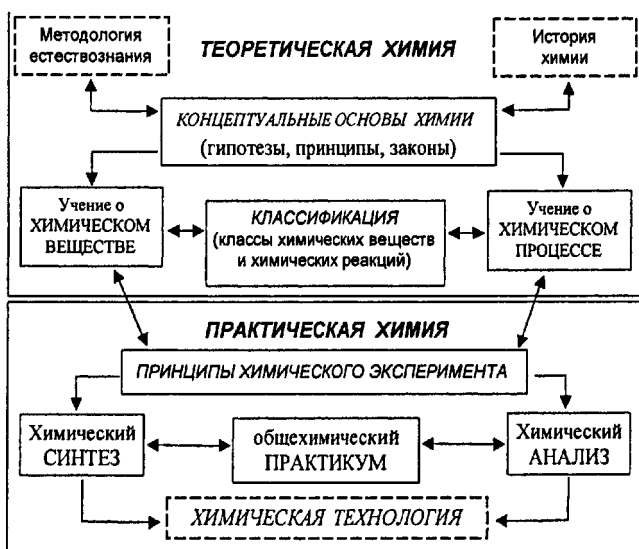 Методология
естествознания
ТЕОРЕТИЧЕСКАЯ ХИМИЯ
История
химии
КОНЦЕПТУАЛЬНЫЕ ОСНОВЫ ХИМИИ
(гипотезы, принципы, законы)
Учение о
ХИМИЧЕСКОМ
ВЕЩЕСТВЕ
КЛАССИФИКАЦИЯ
(классы химических веществ
и химических реакций)
Учение о
ХИМИЧЕСКОМ
ПРОЦЕССЕ
ПРАКТИЧЕСКАЯ ХИМИЯ
ПРИНЦИПЫ ХИМИЧЕСКОГО ЭКСПЕРИМЕНТА
Химический
СИНТЕЗ
общехимический
ПРАКТИКУМ
Химический
АНАЛИЗ
ХИМИЧЕСКАЯ ТЕХНОЛОГИЯ